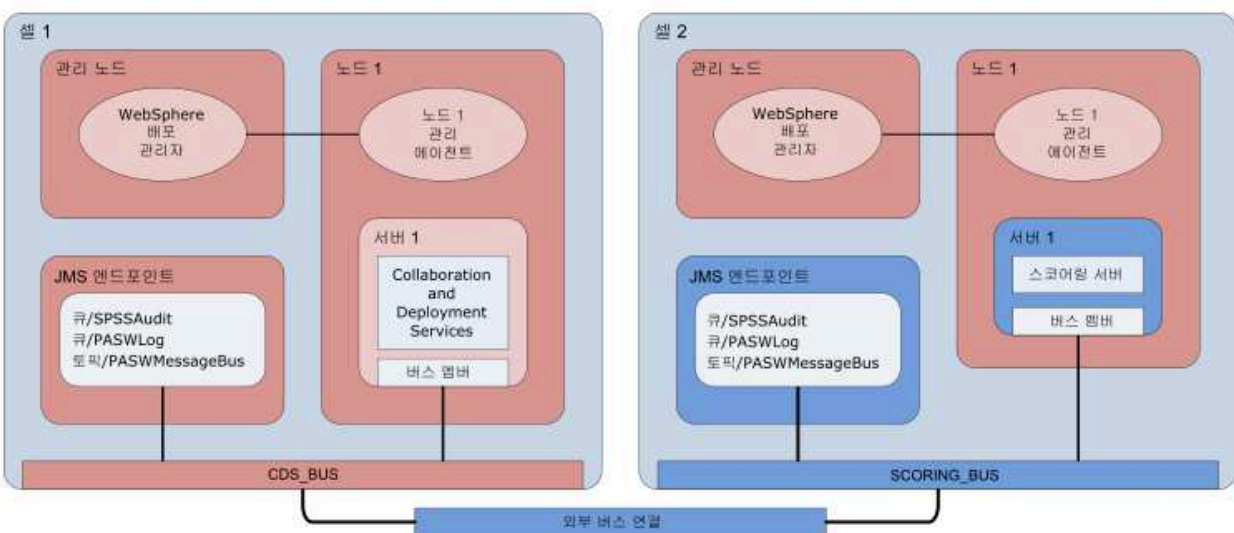 셀 1
관리 노드
WebSphere
배포
관리자
노드 1
노드 1
관리
에이전트
JMS 엔드포인트
큐/SPSSAudit
큐/PASWLog
토픽/PASWMessageBus
서버 1
Collaboration
and
Deployment
Services
버스 멤버
CDS_BUS
셀 2
관리 노드
WebSphere
배포
관리자
노드 1
노드 1
관리
에이전트
JMS 엔드포인트
큐/SPSSAudit
큐/PASWLog
토픽/PASWMessageBus
서버 1
스코어링 서버
버스 멤버
SCORING_BUS
외부 버스 연결